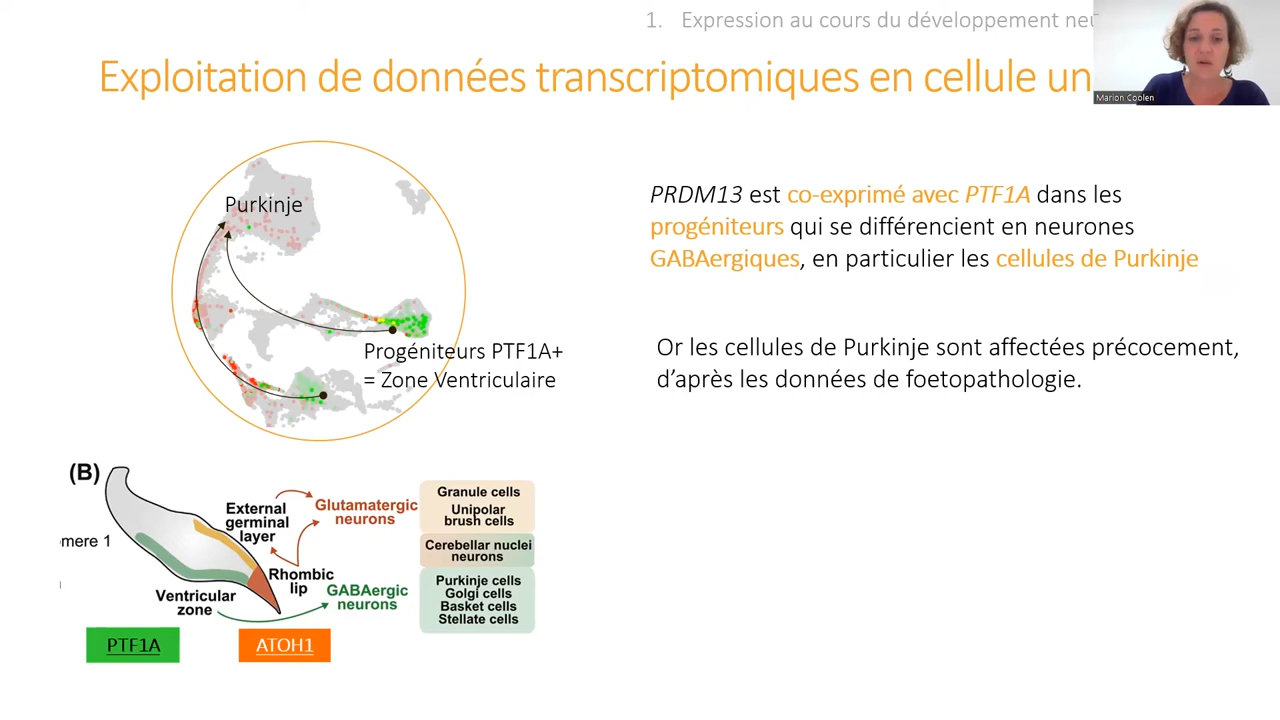 1. Expression au cours du développement
Exploitation de données transcriptomiques en cellule
Marion Coolen
Purkinje
Progéniteurs PTF1A+
= Zone Ventriculaire
PRDM13 est co-exprimé avec PTF1A dans les
progéniteurs qui se différencient en neurones
GABAergiques, en particulier les cellules de Purkinje
Or les cellules de Purkinje sont affectées précocement,
d’après les données de foetopathologie.
(B)
mere 1
External
germinal
layer
Glutamatergic
neurons
Rhombic
lip
Ventricular
zone
GABAergic
neurons
Granule cells
Unipolar
brush cells
Cerebellar nuclei
neurons
Purkinje cells
Golgi cells
Basket cells
Stellate cells
PTF1A
ATOH1